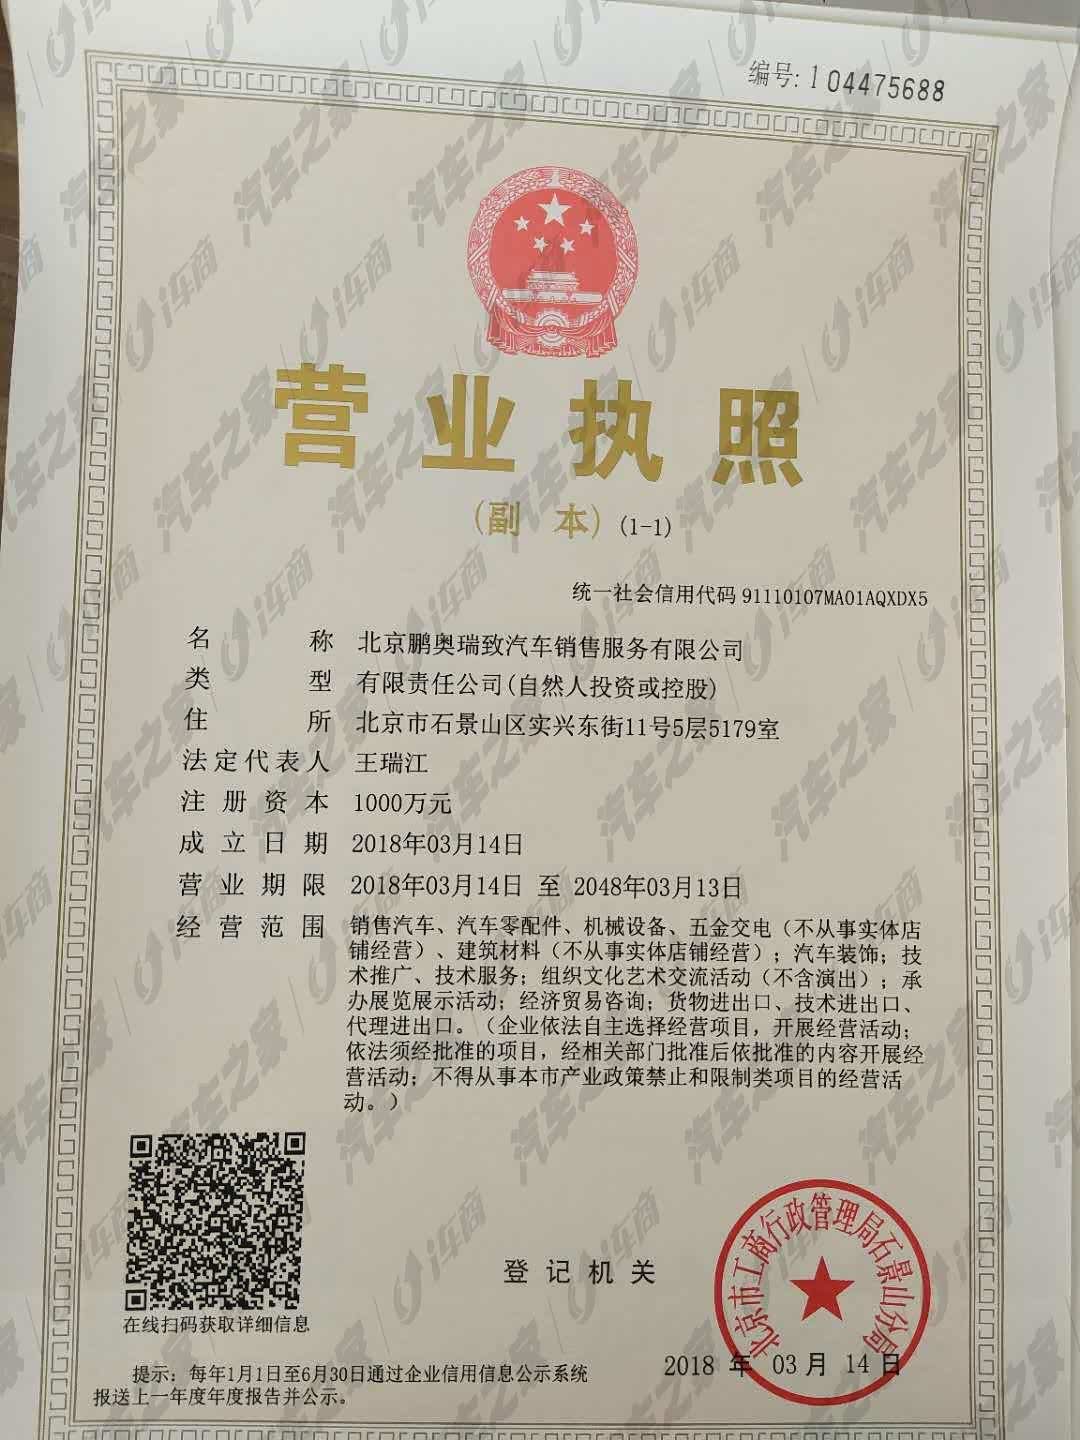 编号:104475688
营业执照
(副 本) (1-1)
统一社会信用代码 91110107MA01AQXDX5
名称 北京鹏奥瑞致汽车销售服务有限公司
类型 有限责任公司(自然人投资或控股)
住所 北京市石景山区实兴东街11号5层5179室
法定代表人 王瑞江
注册资本 1000万元
成立日期 2018年03月14日
营业期限 2018年03月14日 至 2048年03月13日
经营范围 销售汽车、汽车零配件、机械设备、五金交电（不从事实体店
铺经营）、建筑材料（不从事实体店铺经营）；汽车装饰；技
术推广、技术服务；组织文化艺术交流活动（不含演出）；承
办展览展示活动；经济贸易咨询；货物进出口、技术进出口、
代理进出口。（企业依法自主选择经营项目，开展经营活动；
依法须经批准的项目，经相关部门批准后依批准的内容开展经
营活动；不得从事本市产业政策禁止和限制类项目的经营活
动。）
在线扫码获取详细信息
登记机关
北京市工商行政管理局石景山分局
2018 年 03 月 14 日
提示：每年1月1日至6月30日通过企业信用信息公示系统
报送上一年度年度报告并公示。
汽车之家
i车商